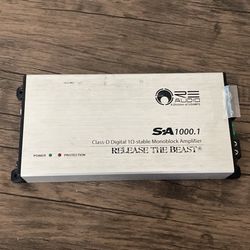 RE
AUDIO
SA1000.1
Class-D Digital 1Ω-stable Monoblock Amplifier
RELEASE THE BEAST®
POWER
PROTECTION